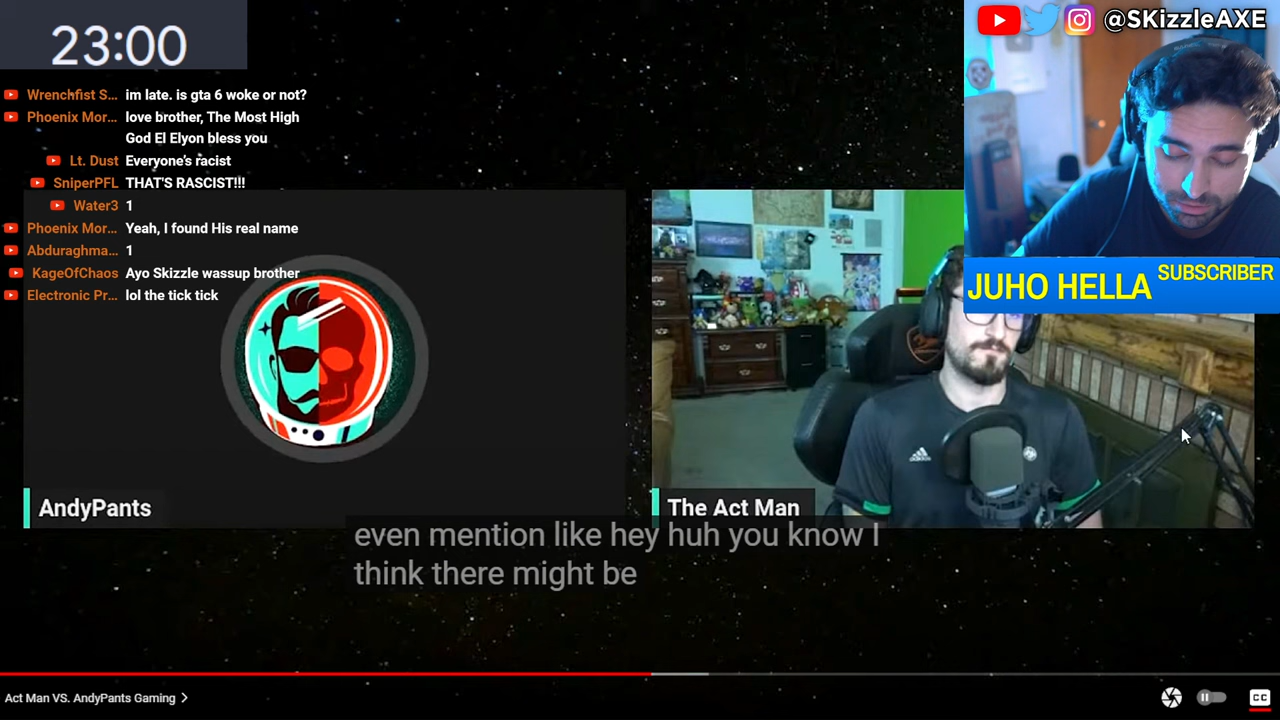 23:00
@SKizzleAXE
Wrenchfist S... im late. is gta 6 woke or not?
Phoenix Mor... love brother, The Most High
God El Elyon bless you
Lt. Dust Everyone's racist
SniperPFL THAT'S RASCIST!!!
Water3 1
Phoenix Mor... Yeah, I found His real name
Abduraghma... 1
KageOfChaos Ayo Skizzle wassup brother
Electronic Pr... lol the tick tick
JUHO HELLA SUBSCRIBER
adidas
AndyPants
The Act Man
even mention like hey huh you know I
think there might be
Act Man VS. AndyPants Gaming
CC